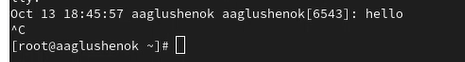 Oct 13 18:45:57 aaglushenok aaglushenok[6543]: hello
^C
[root@aaglushenok ~]#